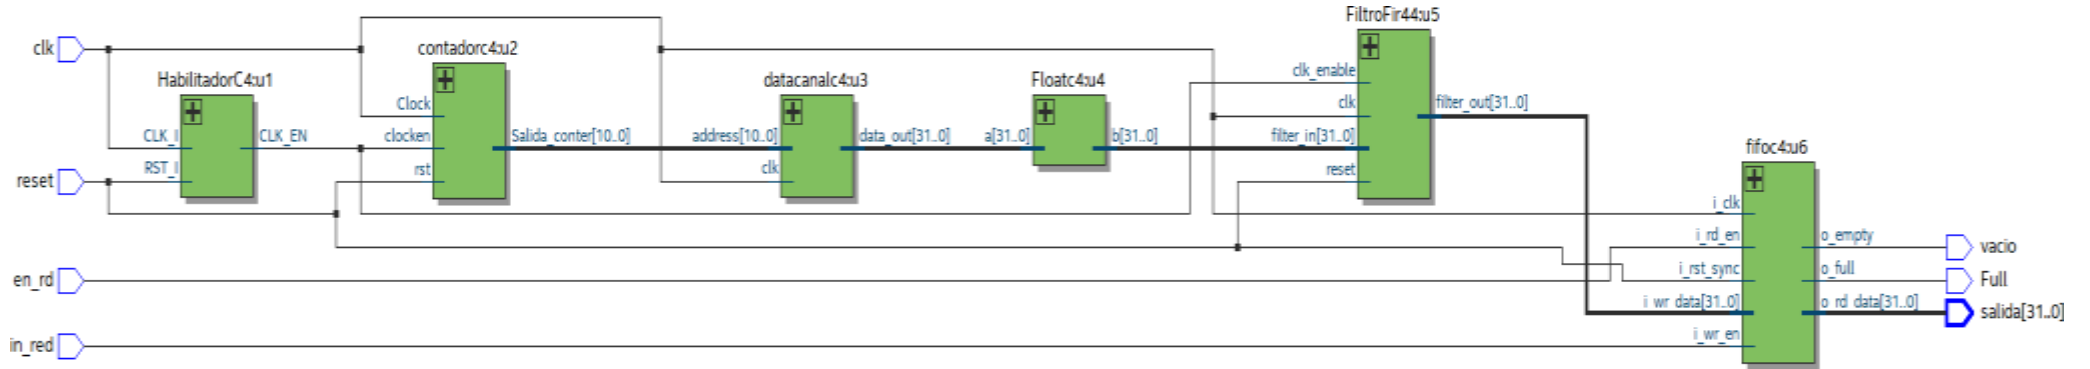 clk
reset
en_rd
in_red
HabilitadorC4:u1
CLK_I
RST_I
CLK_EN
contadorc4:u2
Clock
clocken
rst
Salida_conter[10..0]
datacanalc4:u3
address[10..0]
clk
data_out[31..0]
Floatc4:u4
a[31..0]
b[31..0]
FiltroFir44:u5
clk_enable
clk
filter_in[31..0]
reset
filter_out[31..0]
fifoc4:u6
i_clk
i_rd_en
i_rst_sync
i_wr_data[31..0]
i_wr_en
o_empty
o_full
o_rd_data[31..0]
vacio
Full
salida[31..0]